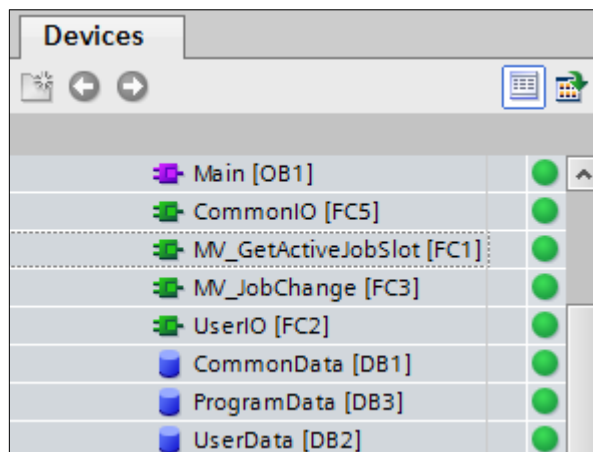 Devices
Main [OB1]
CommonIO [FC5]
MV_GetActiveJobSlot [FC1]
MV_JobChange [FC3]
UserIO [FC2]
CommonData [DB1]
ProgramData [DB3]
UserData [DB2]